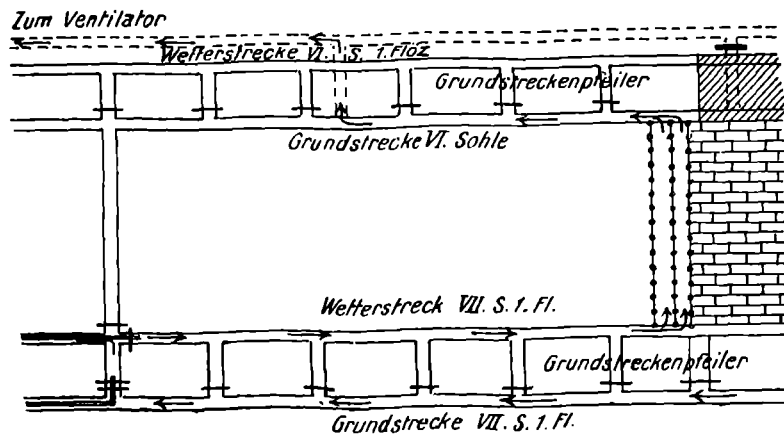 Zum Ventilator
Wetterstrecke VI. S. 1. Flöz
Grundstreckenpfeiler
Grundstrecke VI. Sohle
Wetterstreck VII. S. 1. Fl.
Grundstreckenpfeiler
Grundstrecke VII. S. 1. Fl.